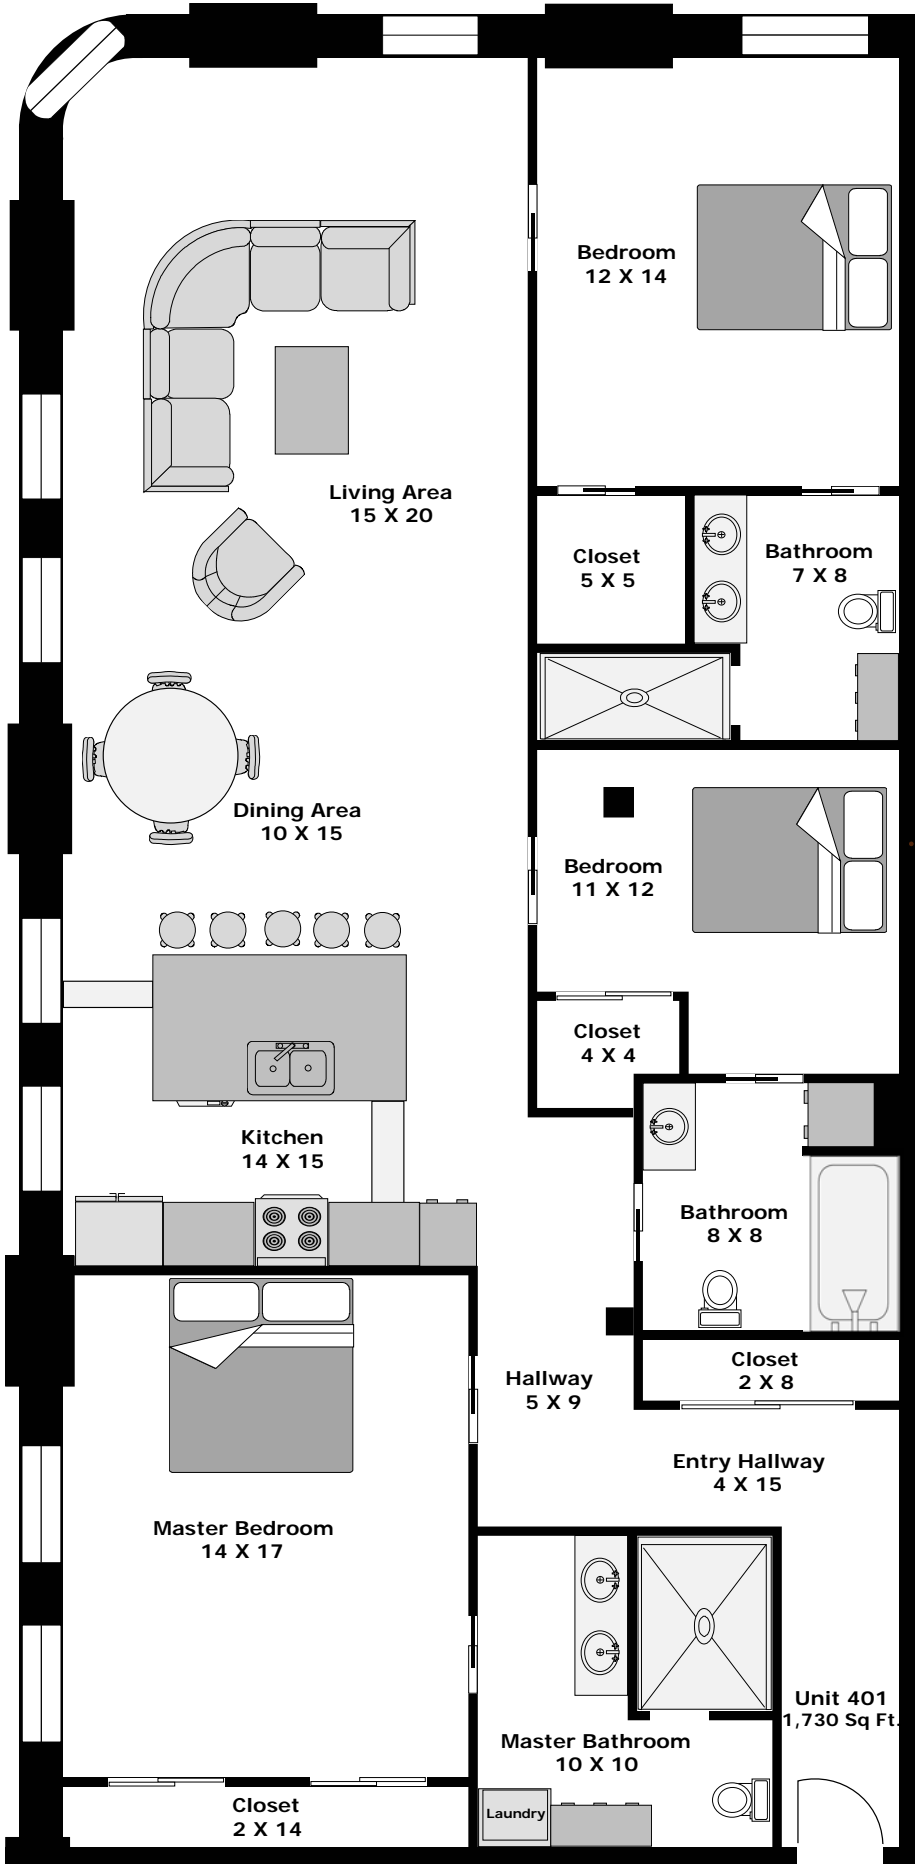 Bedroom
12 X 14
Living Area
15 X 20
Closet
5 X 5
Bathroom
7 X 8
Dining Area
10 X 15
Bedroom
11 X 12
Closet
4 X 4
Kitchen
14 X 15
Bathroom
8 X 8
Closet
2 X 8
Hallway
5 X 9
Entry Hallway
4 X 15
Master Bedroom
14 X 17
Unit 401
1,730 Sq Ft.
Master Bathroom
10 X 10
Closet
2 X 14
Laundry